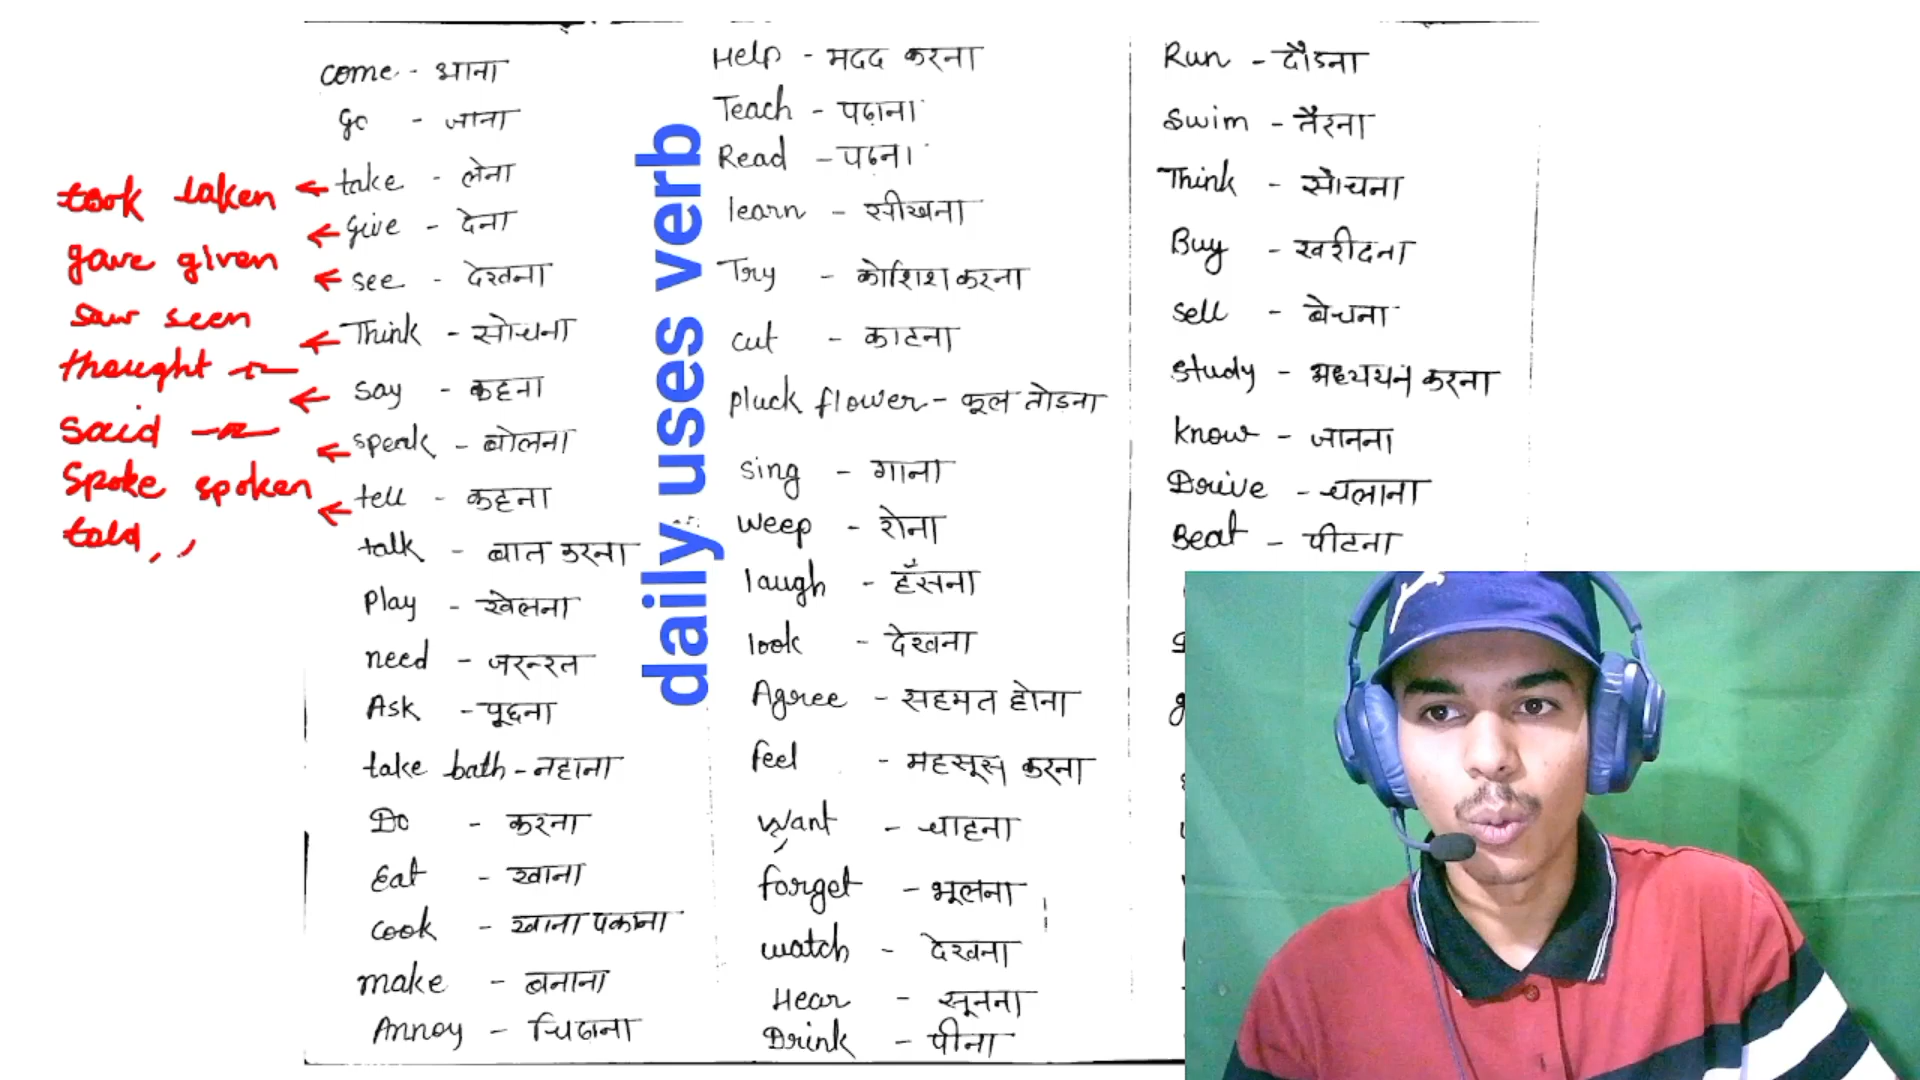 come - आना
go - जाना
take - लेना
give - देना
see - देखना
Think - सोचना
say - कहना
speak - बोलना
tell - कहना
talk - बात करना
Play - खेलना
need - जरुरत
Ask - पूछना
take bath - नहाना
Do - करना
Eat - खाना
cook - खाना पकाना
make - बनाना
Annoy - चिढाना
took taken
gave given
saw seen
thought
said
Spoke spoken
told, ,
daily uses verb
Help - मदद करना
Teach - पढ़ाना
Read - पढ़ना
learn - सीखना
Try - कोशिश करना
cut - काटना
pluck flower - फूल तोडना
sing - गाना
weep - रोना
laugh - हँसना
look - देखना
Agree - सहमत होना
feel - महसूस करना
Want - चाहना
forget - भूलना
watch - देखना
Hear - सूनना
Drink - पीना
Run - दौडना
Swim - तैरना
Think - सोचना
Buy - खरीदना
sell - बेचना
study - अध्ययन करना
know - जानना
Drive - चलाना
Beat - पीटना